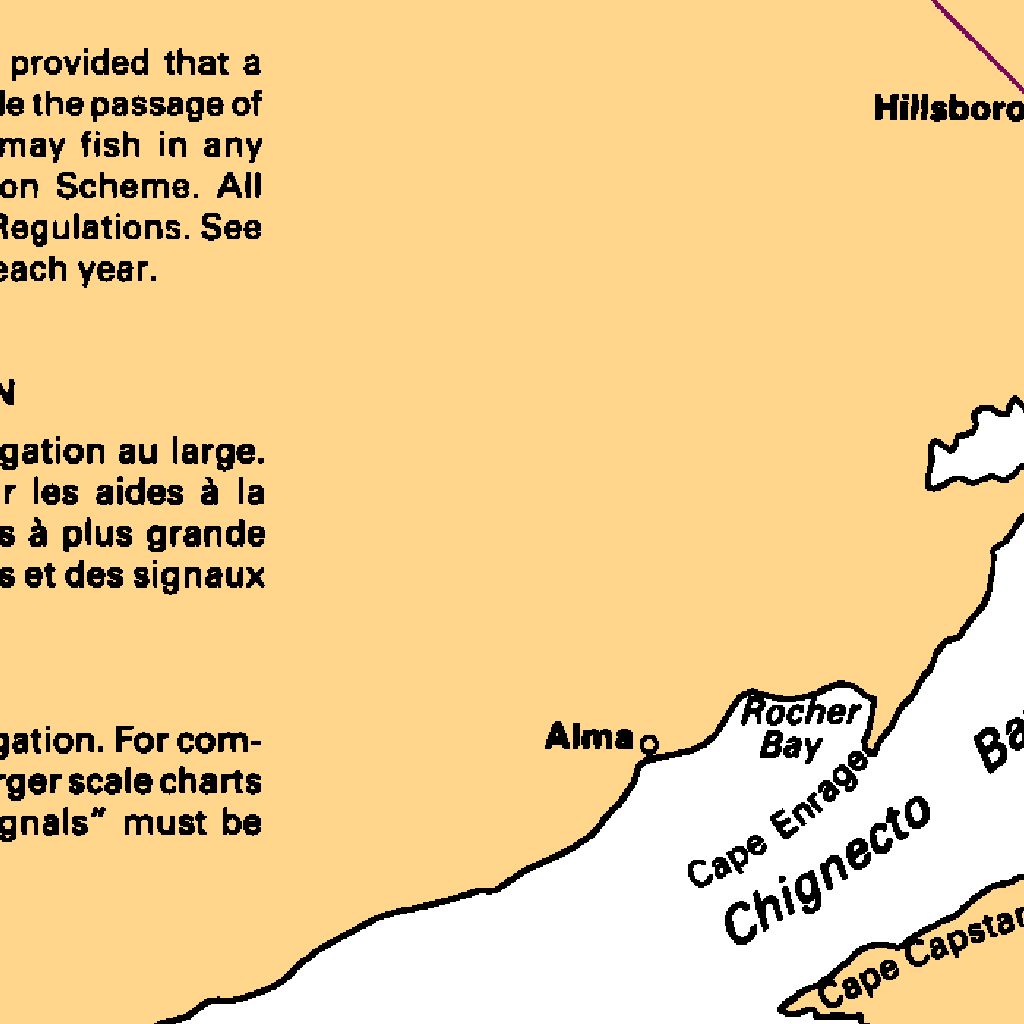 provided that a
the passage of
may fish in any
on Scheme. All
Regulations. See
each year.
N
gation au large.
r les aides à la
s à plus grande
s et des signaux
gation. For com-
rger scale charts
gnals" must be
Hillsboro
Alma
Rocher
Bay
Cape Enrage
Chignecto
Ba
Cape Capstan